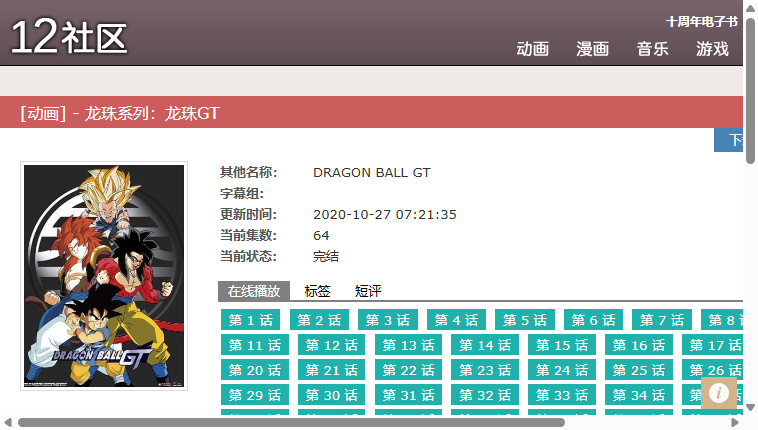 12社区
十周年电子书
动画 漫画 音乐 游戏
[动画] - 龙珠系列：龙珠GT
其他名称： DRAGON BALL GT
字幕组：
更新时间： 2020-10-27 07:21:35
当前集数： 64
当前状态： 完结
在线播放 标签 短评
第 1 话 第 2 话 第 3 话 第 4 话 第 5 话 第 6 话 第 7 话 第 8
第 11 话 第 12 话 第 13 话 第 14 话 第 15 话 第 16 话 第 17 话
第 20 话 第 21 话 第 22 话 第 23 话 第 24 话 第 25 话 第 26 话
第 29 话 第 30 话 第 31 话 第 32 话 第 33 话 第 34 话
DRAGON BALL GT